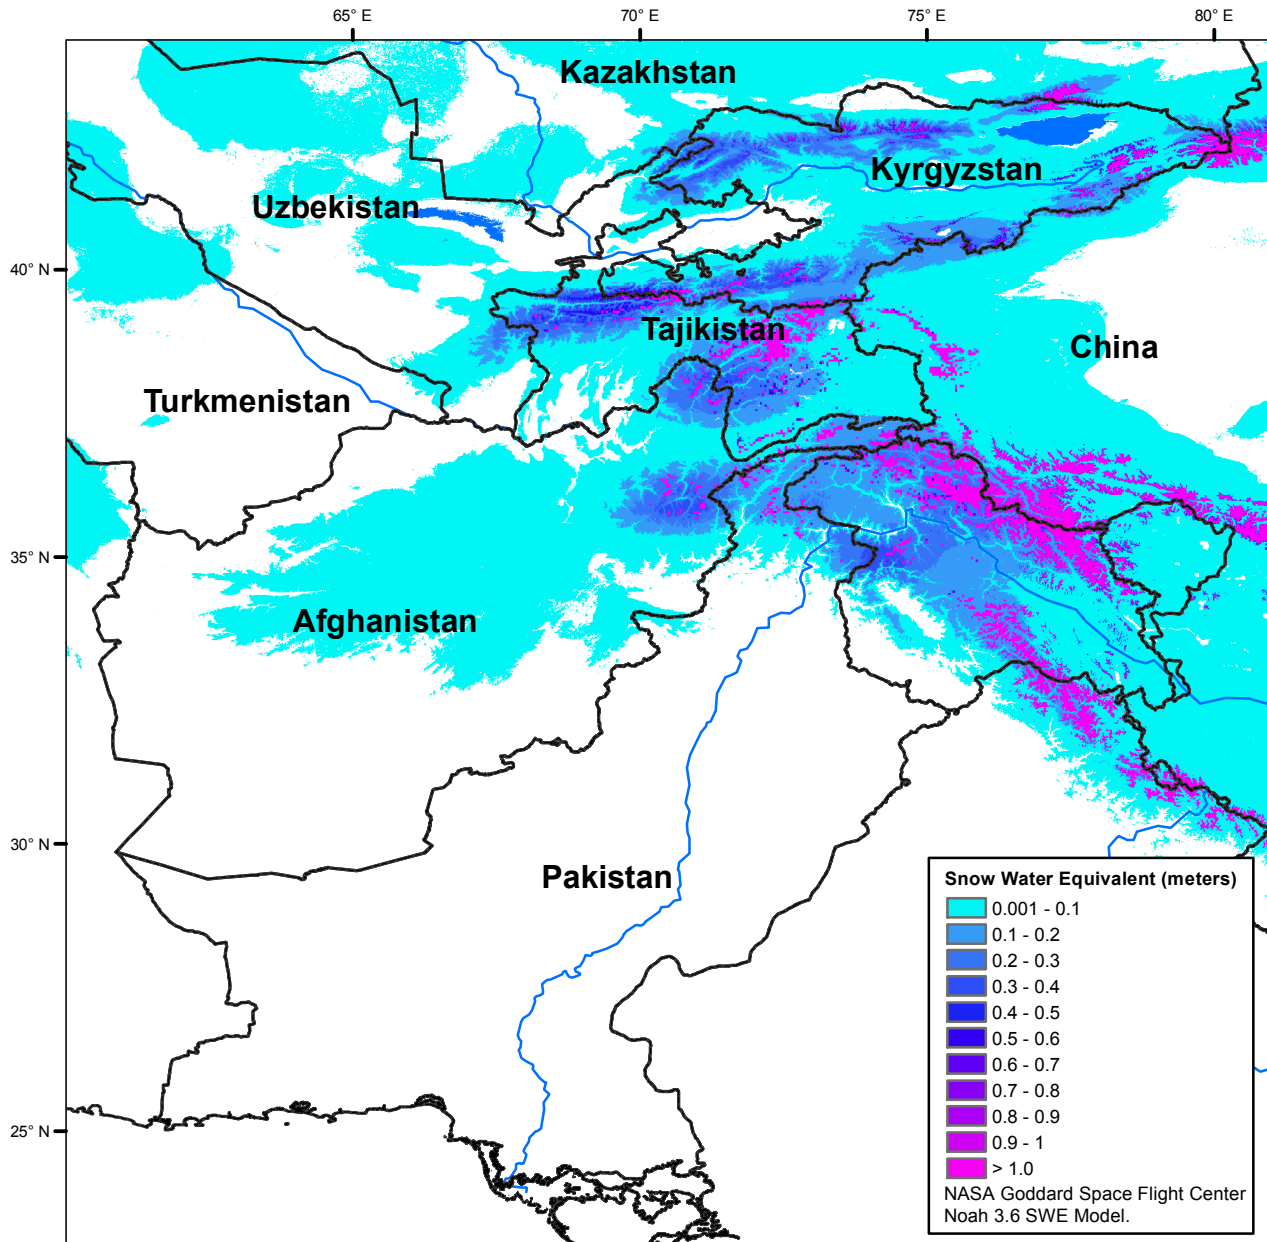 65° E
70° E
75° E
80° E
Kazakhstan
Kyrgyzstan
Uzbekistan
40° N
Tajikistan
China
Turkmenistan
35° N
Afghanistan
30° N
Pakistan
25° N
Snow Water Equivalent (meters)
0.001 - 0.1
0.1 - 0.2
0.2 - 0.3
0.3 - 0.4
0.4 - 0.5
0.5 - 0.6
0.6 - 0.7
0.7 - 0.8
0.8 - 0.9
0.9 - 1
> 1.0
NASA Goddard Space Flight Center
Noah 3.6 SWE Model.